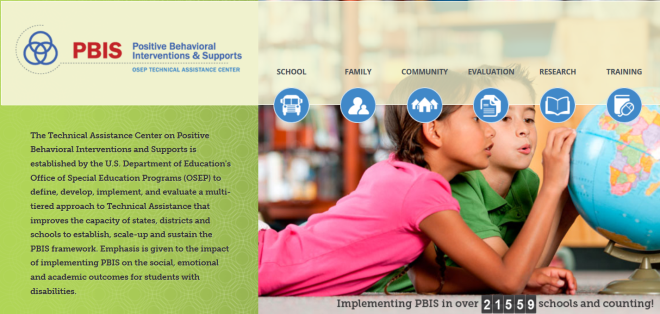 PBIS
Positive Behavioral
Interventions & Supports
OSEP TECHNICAL ASSISTANCE CENTER
SCHOOL
FAMILY
COMMUNITY
EVALUATION
RESEARCH
TRAINING
The Technical Assistance Center on Positive
Behavioral Interventions and Supports is
established by the U.S. Department of Education's
Office of Special Education Programs (OSEP) to
define, develop, implement, and evaluate a multi-
tiered approach to Technical Assistance that
improves the capacity of states, districts and
schools to establish, scale-up and sustain the
PBIS framework. Emphasis is given to the impact
of implementing PBIS on the social, emotional
and academic outcomes for students with
disabilities.
Implementing PBIS in over 21559 schools and counting!